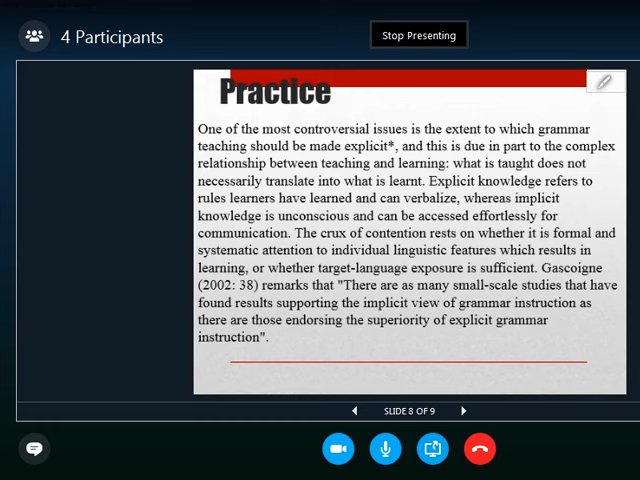 4 Participants
Stop Presenting
Practice
One of the most controversial issues is the extent to which grammar
teaching should be made explicit*, and this is due in part to the complex
relationship between teaching and learning: what is taught does not
necessarily translate into what is learnt. Explicit knowledge refers to
rules learners have learned and can verbalize, whereas implicit
knowledge is unconscious and can be accessed effortlessly for
communication. The crux of contention rests on whether it is formal and
systematic attention to individual linguistic features which results in
learning, or whether target-language exposure is sufficient. Gascoigne
(2002: 38) remarks that "There are as many small-scale studies that have
found results supporting the implicit view of grammar instruction as
there are those endorsing the superiority of explicit grammar
instruction".
SLIDE 8 OF 9